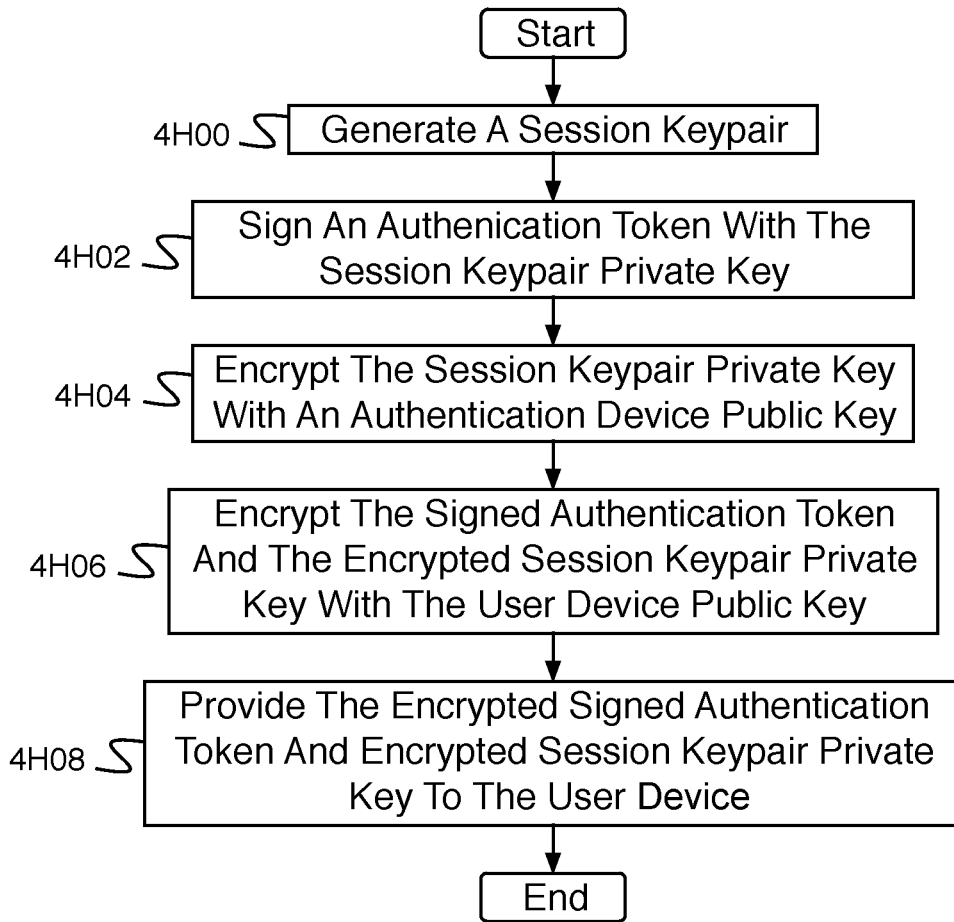 Start
4H00
Generate A Session Keypair
4H02
Sign An Authenication Token With The
Session Keypair Private Key
4H04
Encrypt The Session Keypair Private Key
With An Authentication Device Public Key
4H06
Encrypt The Signed Authentication Token
And The Encrypted Session Keypair Private
Key With The User Device Public Key
4H08
Provide The Encrypted Signed Authentication
Token And Encrypted Session Keypair Private
Key To The User Device
End